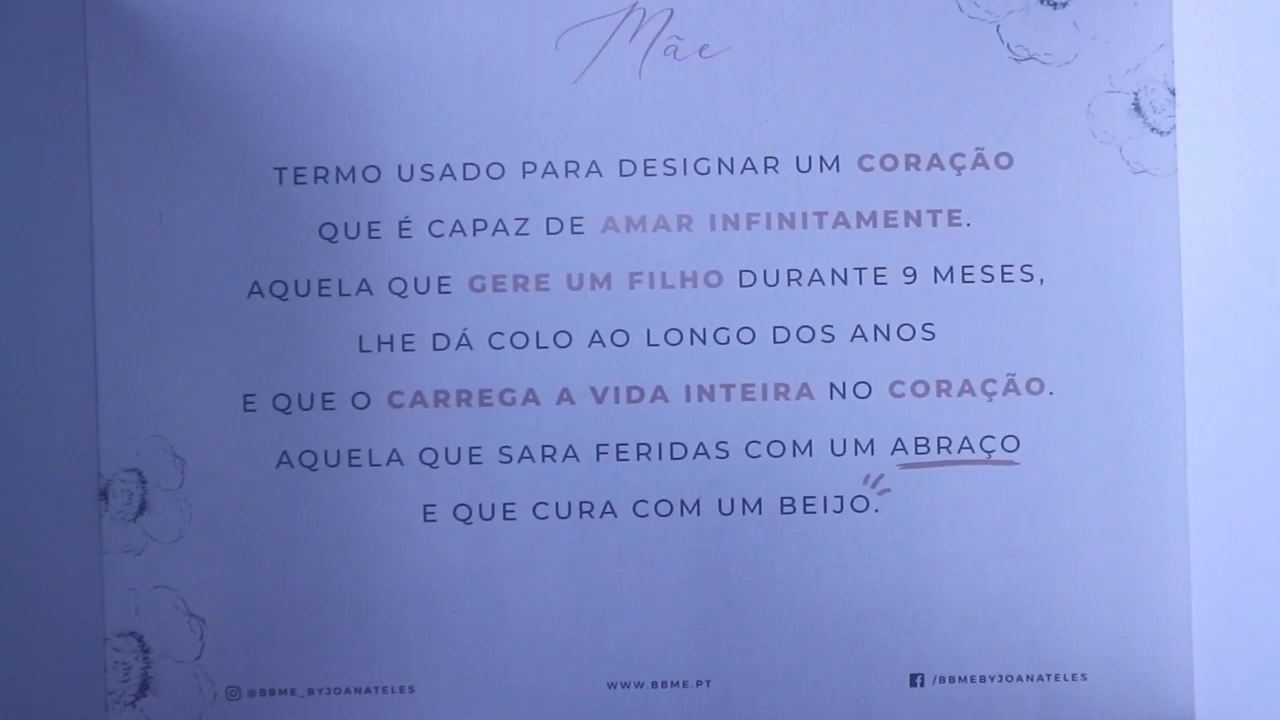 Mãe
TERMO USADO PARA DESIGNAR UM CORAÇÃO
QUE É CAPAZ DE AMAR INFINITAMENTE.
AQUELA QUE GERE UM FILHO DURANTE 9 MESES,
LHE DÁ COLO AO LONGO DOS ANOS
E QUE O CARREGA A VIDA INTEIRA NO CORAÇÃO.
AQUELA QUE SARA FERIDAS COM UM ABRAÇO
E QUE CURA COM UM BEIJO.
@BBME_BYJOANATELES
WWW.BBME.PT
/BBMEBYJOANATELES